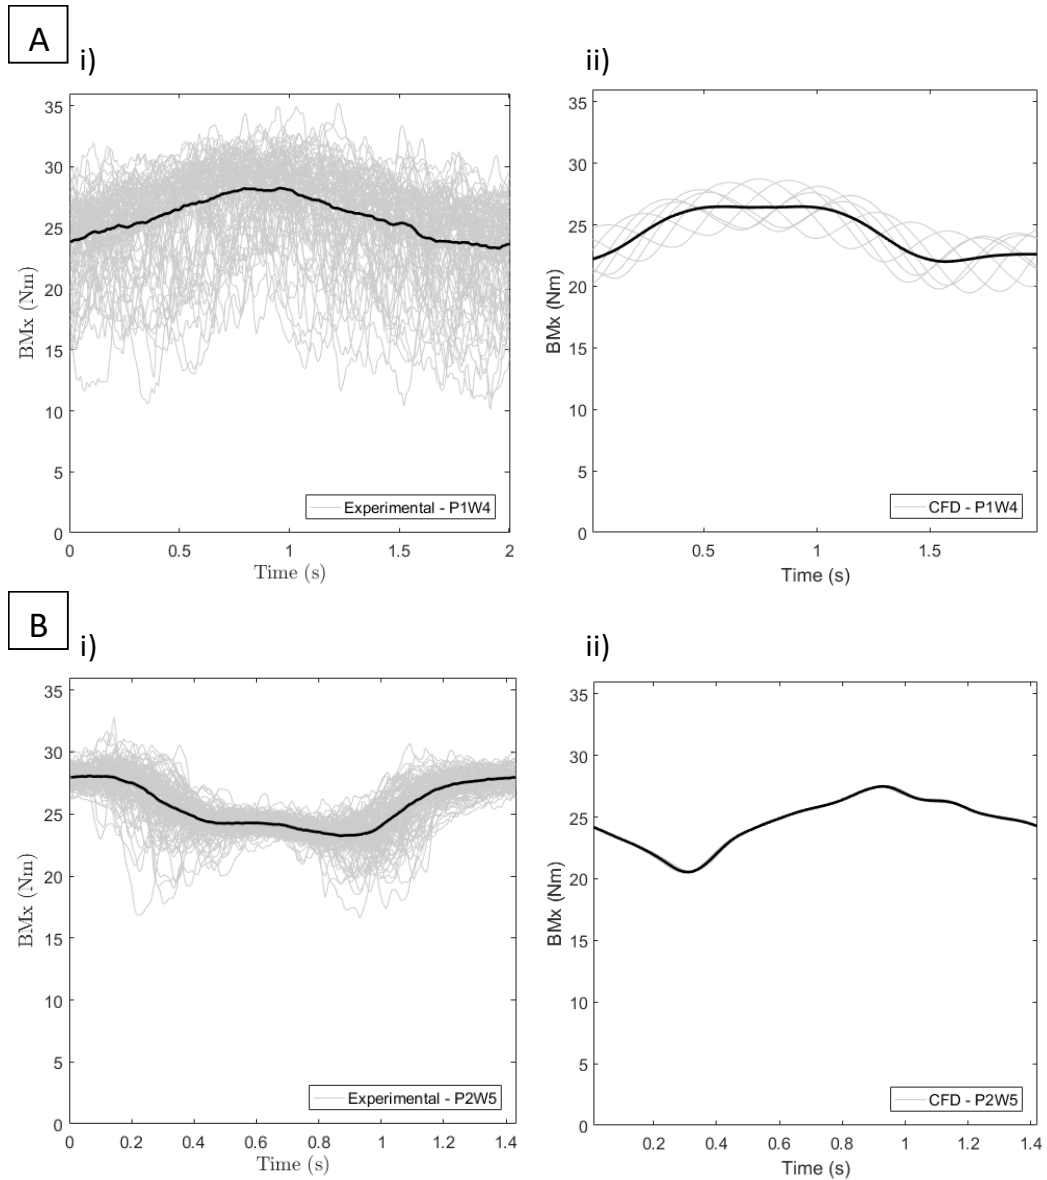 A
i)
ii)
35
30
25
20
15
10
5
0
BMx (Nm)
Experimental - P1W4
0 0.5 1 1.5 2
Time (s)
35
30
25
20
15
10
5
0
BMx (Nm)
CFD - P1W4
0.5 1 1.5
Time (s)
B
i)
ii)
35
30
25
20
15
10
5
0
BMx (Nm)
Experimental - P2W5
0 0.2 0.4 0.6 0.8 1 1.2 1.4
Time (s)
35
30
25
20
15
10
5
0
BMx (Nm)
CFD - P2W5
0.2 0.4 0.6 0.8 1 1.2 1.4
Time (s)